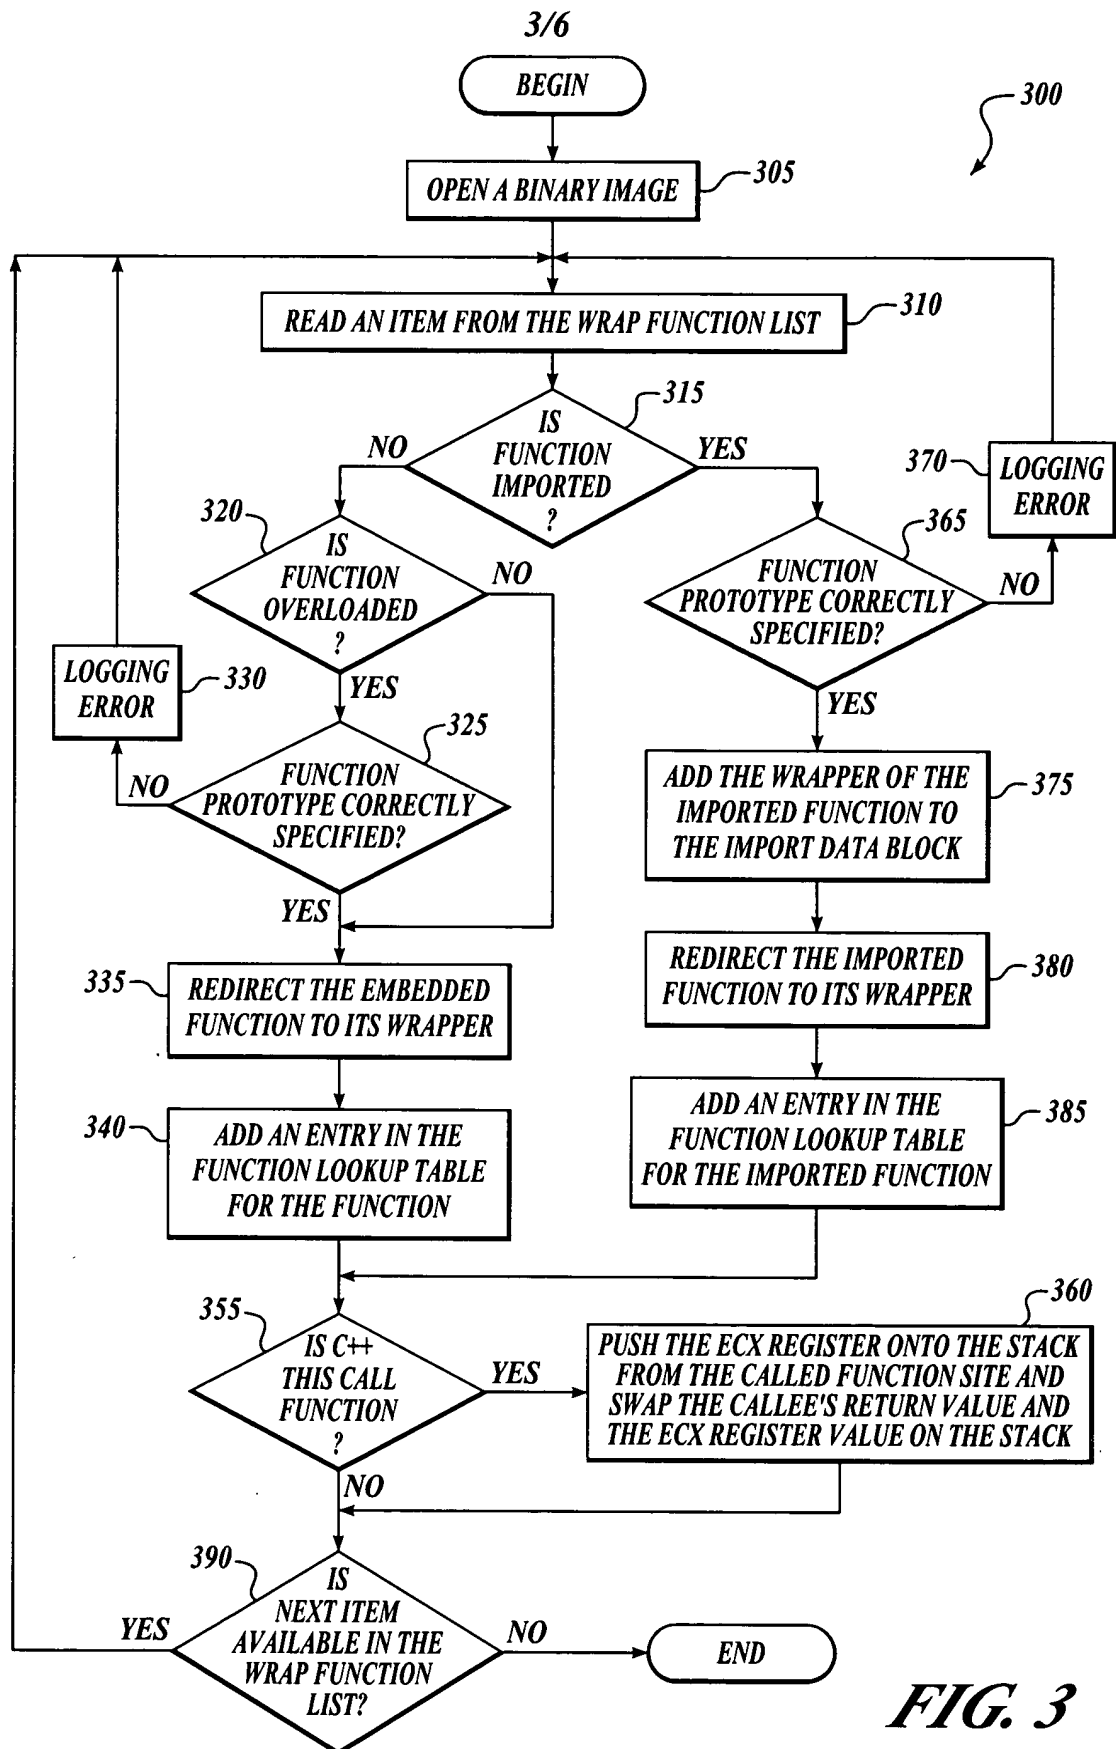 3/6
BEGIN
300
OPEN A BINARY IMAGE
305
READ AN ITEM FROM THE WRAP FUNCTION LIST
310
IS
FUNCTION
IMPORTED
?
315
NO
YES
370
LOGGING
ERROR
320
IS
FUNCTION
OVERLOADED
?
NO
365
FUNCTION
PROTOTYPE CORRECTLY
SPECIFIED?
NO
LOGGING
ERROR
330
YES
YES
325
FUNCTION
PROTOTYPE CORRECTLY
SPECIFIED?
NO
YES
ADD THE WRAPPER OF THE
IMPORTED FUNCTION TO
THE IMPORT DATA BLOCK
375
335
REDIRECT THE EMBEDDED
FUNCTION TO ITS WRAPPER
REDIRECT THE IMPORTED
FUNCTION TO ITS WRAPPER
380
340
ADD AN ENTRY IN THE
FUNCTION LOOKUP TABLE
FOR THE FUNCTION
ADD AN ENTRY IN THE
FUNCTION LOOKUP TABLE
FOR THE IMPORTED FUNCTION
385
355
IS C++
THIS CALL
FUNCTION
?
YES
360
PUSH THE ECX REGISTER ONTO THE STACK
FROM THE CALLED FUNCTION SITE AND
SWAP THE CALLEE'S RETURN VALUE AND
THE ECX REGISTER VALUE ON THE STACK
NO
390
IS
NEXT ITEM
AVAILABLE IN THE
WRAP FUNCTION
LIST?
YES
NO
END
FIG. 3